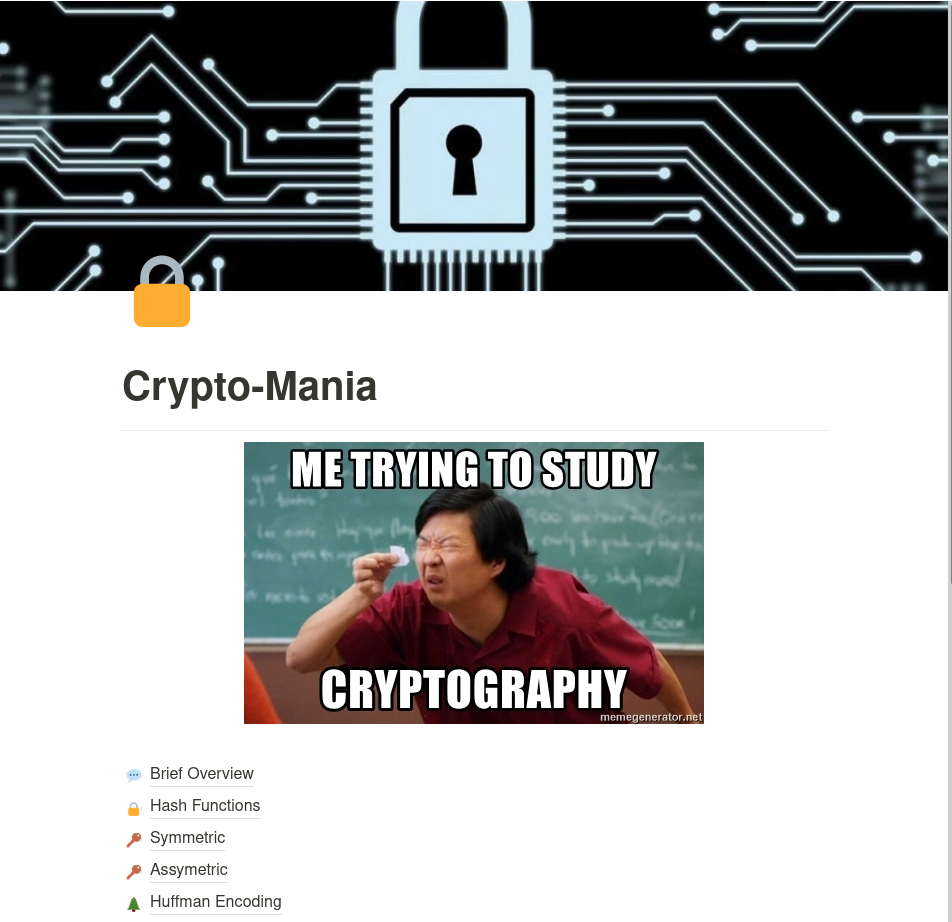 Crypto-Mania
ME TRYING TO STUDY
CRYPTOGRAPHY
memegenerator.net
Brief Overview
Hash Functions
Symmetric
Assymetric
Huffman Encoding